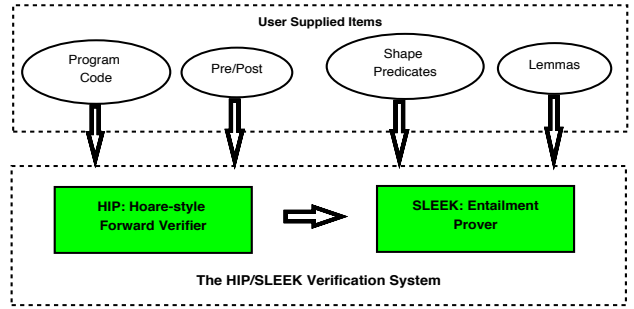 User Supplied Items
Program
Code
Pre/Post
Shape
Predicates
Lemmas
HIP: Hoare-style
Forward Verifier
SLEEK: Entailment
Prover
The HIP/SLEEK Verification System